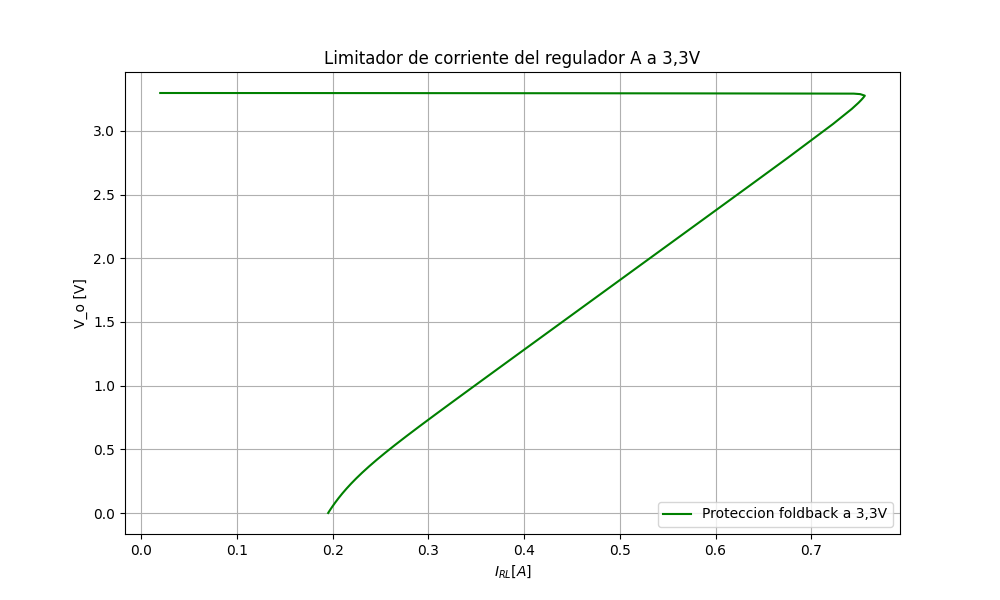 Limitador de corriente del regulador A a 3,3V
V_o [V]
3.0
2.5
2.0
1.5
1.0
0.5
0.0
Proteccion foldback a 3,3V
0.0 0.1 0.2 0.3 0.4 0.5 0.6 0.7
I_{RL}[A]